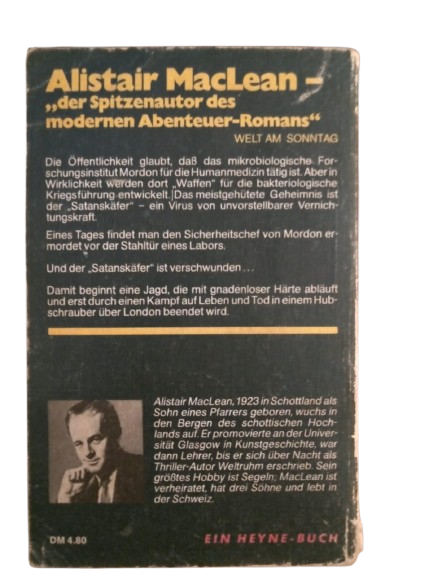 Alistair MacLean –
„der Spitzenautor des
modernen Abenteuer-Romans“
WELT AM SONNTAG
Die Öffentlichkeit glaubt, daß das mikrobiologische For-
schungsinstitut Mordon für die Humanmedizin tätig ist. Aber in
Wirklichkeit werden dort „Waffen“ für die bakteriologische
Kriegsführung entwickelt. Das meistgehütete Geheimnis ist
der „Satanskäfer“ – ein Virus von unvorstellbarer Vernich-
tungskraft.
Eines Tages findet man den Sicherheitschef von Mordon er-
mordet vor der Stahltür eines Labors.
Und der „Satanskäfer“ ist verschwunden ...
Damit beginnt eine Jagd, die mit gnadenloser Härte abläuft
und erst durch einen Kampf auf Leben und Tod in einem Hub-
schrauber über London beendet wird.
Alistair MacLean, 1923 in Schottland als
Sohn eines Pfarrers geboren, wuchs in
den Bergen des schottischen Hoch-
lands auf. Er promovierte an der Univer-
sität Glasgow in Kunstgeschichte, war
dann Lehrer, bis er sich über Nacht als
Thriller-Autor Weltruhm erschrieb. Sein
größtes Hobby ist Segeln; MacLean ist
verheiratet, hat drei Söhne und lebt in
der Schweiz.
DM 4.80
EIN HEYNE-BUCH